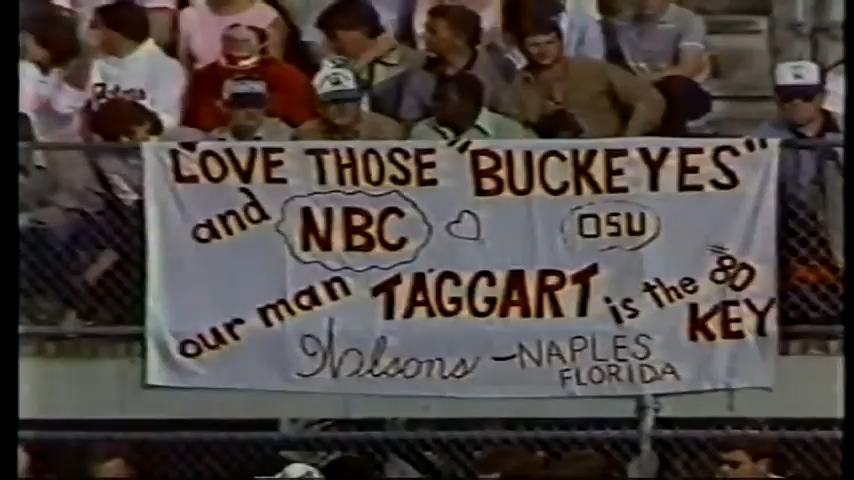 LOVE THOSE "BUCKEYES"
and NBC ♡ OSU
our man TAGGART is the 80 KEY
Nelsons - NAPLES FLORIDA